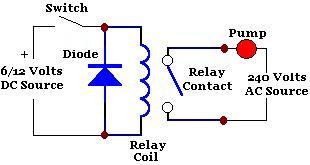 Switch
Pump
Diode
+
6/12 Volts
DC Source
Relay
Contact
240 Volts
AC Source
Relay
Coil